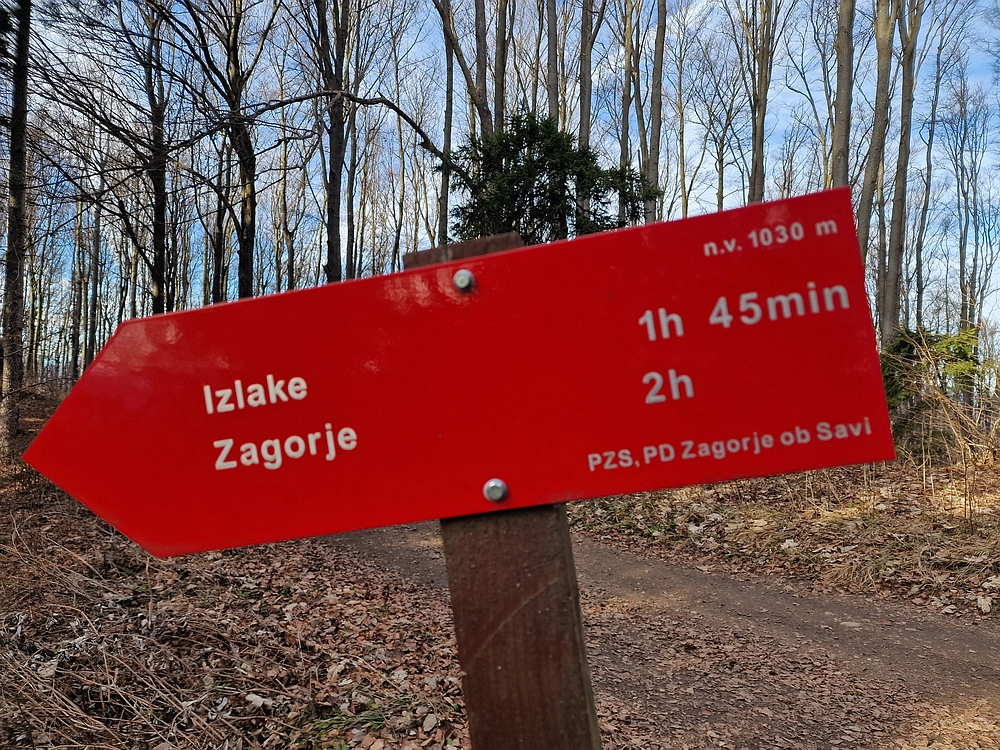 n.v. 1030 m
Izlake 1h 45min
Zagorje 2h
PZS, PD Zagorje ob Savi